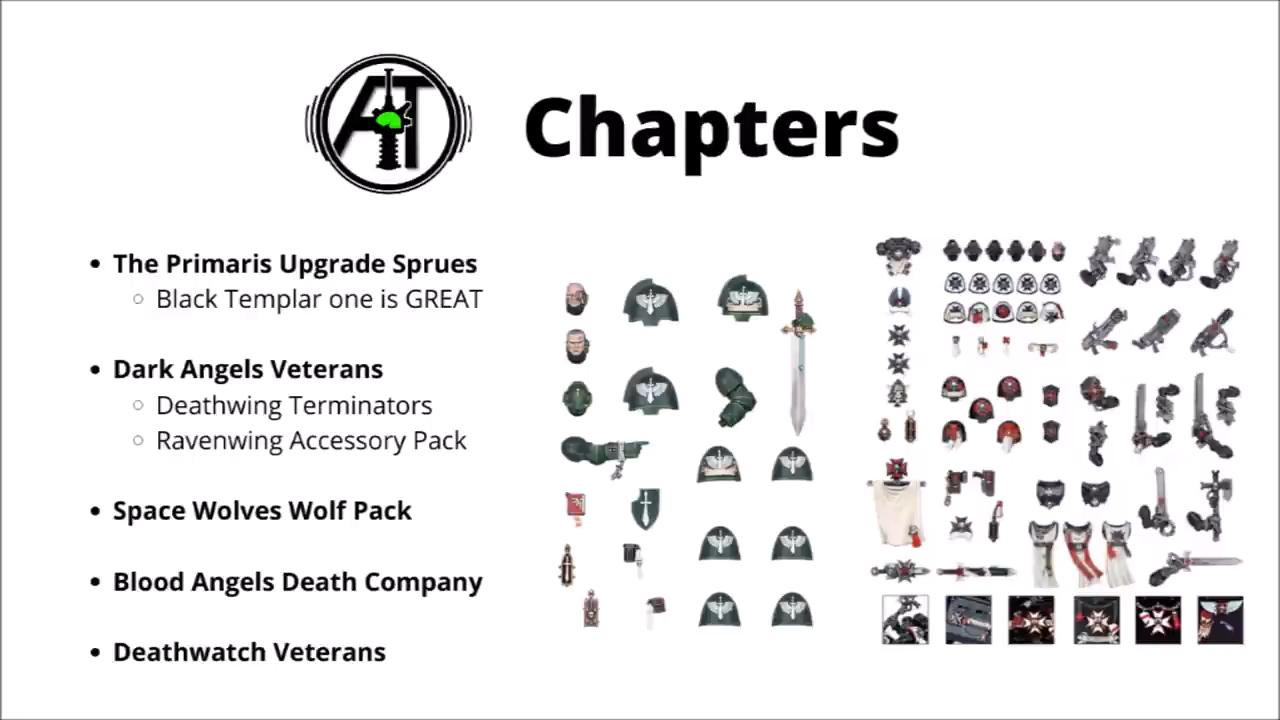 AT
Chapters
The Primaris Upgrade Sprues
Black Templar one is GREAT
Dark Angels Veterans
Deathwing Terminators
Ravenwing Accessory Pack
Space Wolves Wolf Pack
Blood Angels Death Company
Deathwatch Veterans